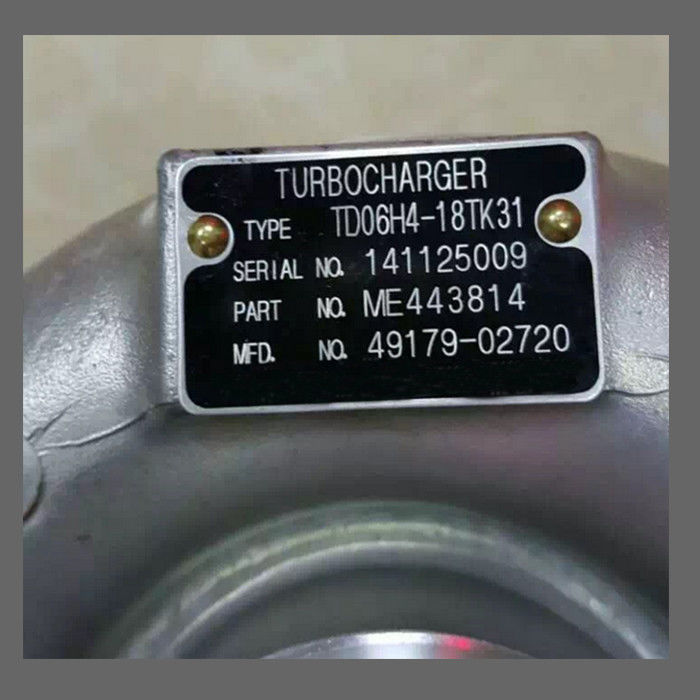 TURBOCHARGER
TYPE TD06H4-18TK31
SERIAL NO. 141125009
PART NO. ME443814
MFD. NO. 49179-02720